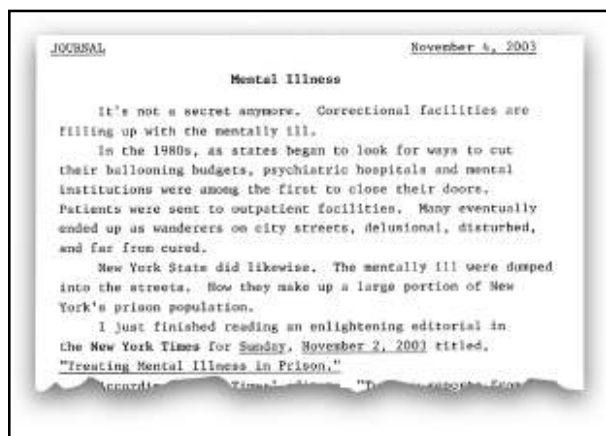 JOURNAL November 4, 2003
Mental Illness
It's not a secret anymore. Correctional facilities are
filling up with the mentally ill.
In the 1980s, as states began to look for ways to cut
their ballooning budgets, psychiatric hospitals and mental
institutions were among the first to close their doors.
Patients were sent to outpatient facilities. Many eventually
ended up as wanderers on city streets, delusional, disturbed,
and far from cured.
New York State did likewise. The mentally ill were dumped
into the streets. Now they make up a large portion of New
York's prison population.
I just finished reading an enlightening editorial in
the New York Times for Sunday, November 2, 2003 titled,
"Treating Mental Illness in Prison."